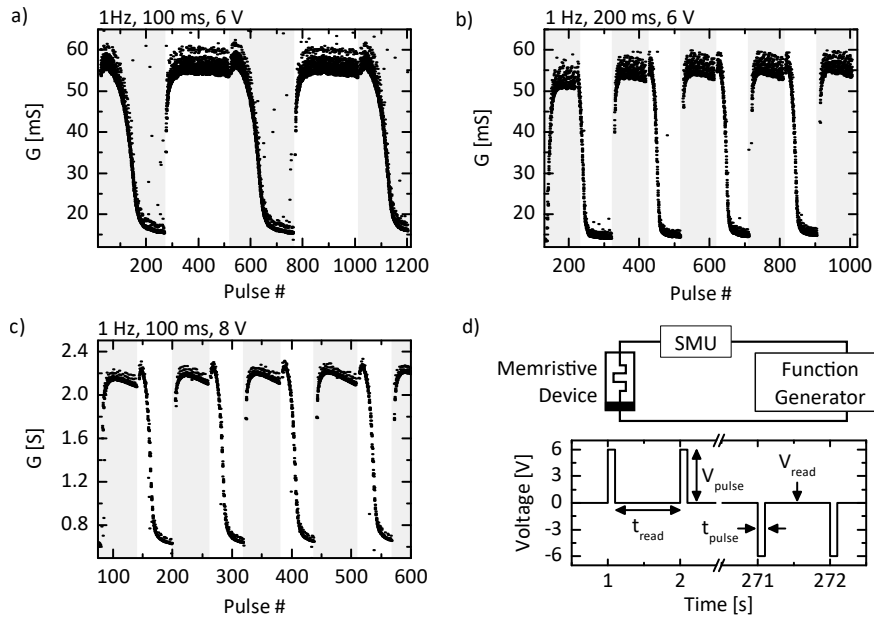 a)
1Hz, 100 ms, 6 V
G [mS]
60
50
40
30
20
200 400 600 800 1000 1200
Pulse #
b)
1 Hz, 200 ms, 6 V
G [mS]
60
50
40
30
20
200 400 600 800 1000
Pulse #
c)
1 Hz, 100 ms, 8 V
G [S]
2.4
2.0
1.6
1.2
0.8
100 200 300 400 500 600
Pulse #
d)
SMU
Memristive
Device
Function
Generator
Voltage [V]
6
3
0
-3
-6
V pulse
V read
t read
t pulse
1 2 271 272
Time [s]